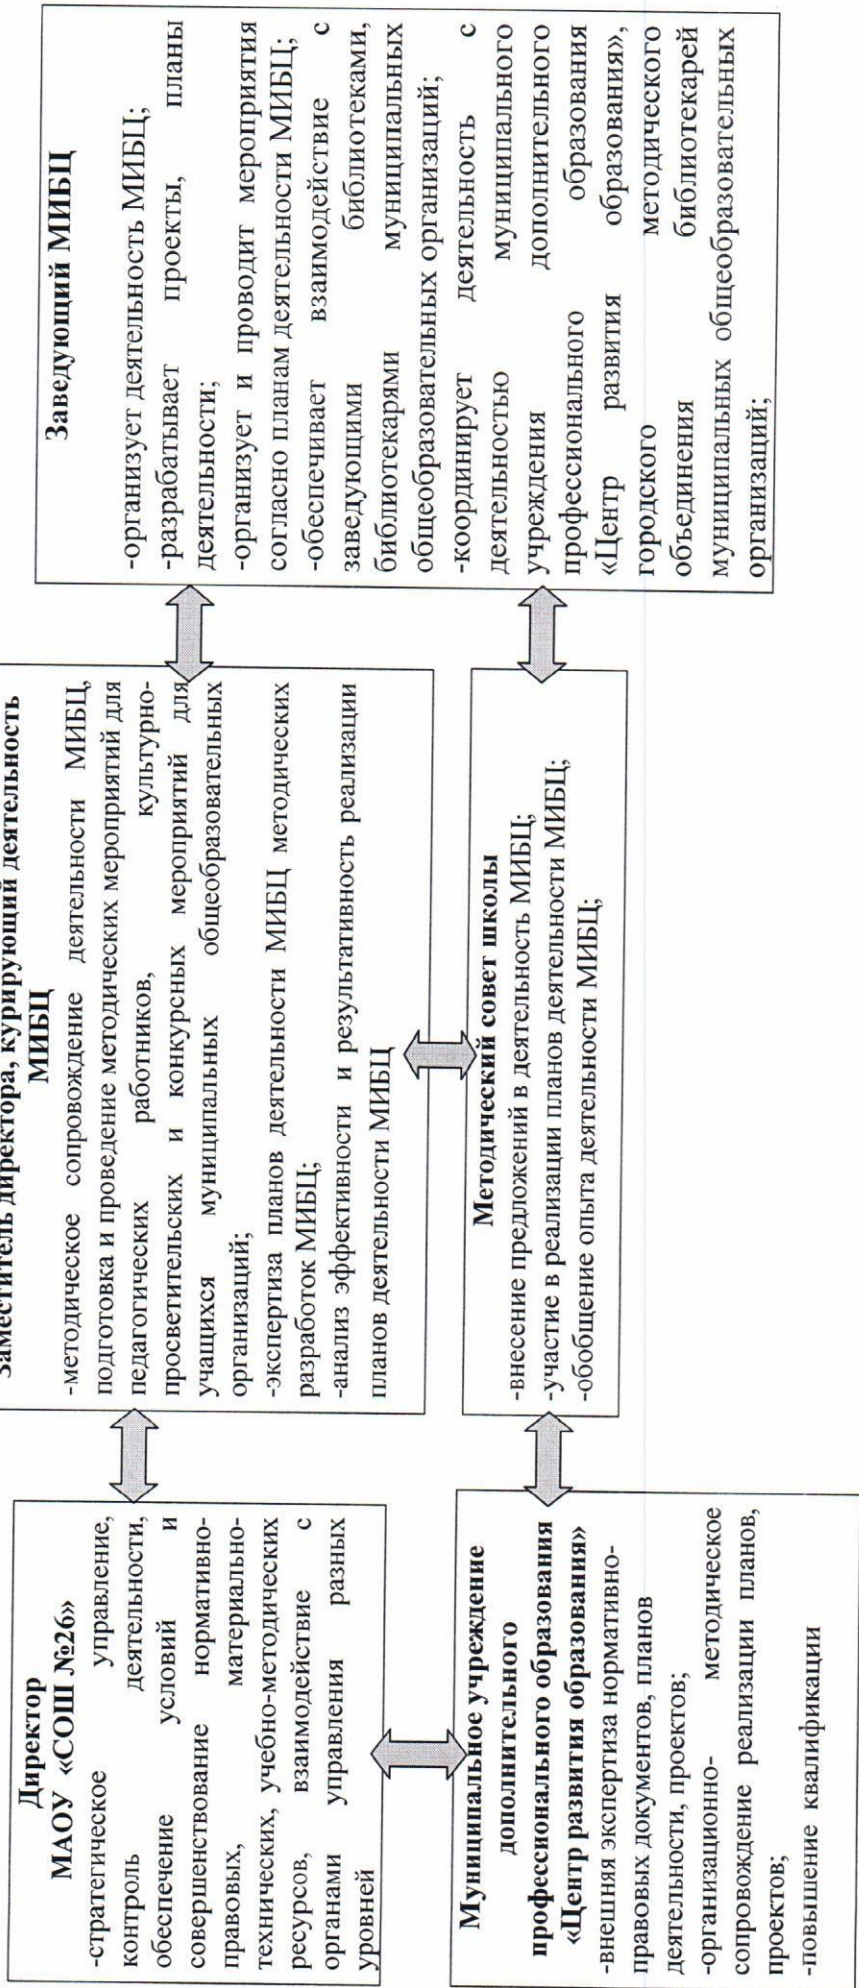 Директор
МАОУ «СОШ №26»
-стратегическое управление,
контроль деятельности,
обеспечение условий и
совершенствование нормативно-
правовых, материально-
технических, учебно-методических
ресурсов, взаимодействие с
органами управления разных
уровней
Заместитель директора, курирующий деятельность
МИБЦ
-методическое сопровождение деятельности МИБЦ,
подготовка и проведение методических мероприятий для
педагогических работников, культурно-
просветительских и конкурсных мероприятий для
учащихся муниципальных общеобразовательных
организаций;
-экспертиза планов деятельности МИБЦ методических
разработок МИБЦ;
-анализ эффективности и результативность реализации
планов деятельности МИБЦ
Заведующий МИБЦ
-организует деятельность МИБЦ;
-разрабатывает проекты, планы
деятельности;
-организует и проводит мероприятия
согласно планам деятельности МИБЦ;
-обеспечивает взаимодействие с
заведующими библиотеками,
библиотекарями муниципальных
общеобразовательных организаций;
-координирует деятельность с
деятельностью муниципального
учреждения дополнительного
профессионального образования
«Центр развития образования»,
городского методического
объединения библиотекарей
муниципальных общеобразовательных
организаций;
Муниципальное учреждение
дополнительного
профессионального образования
«Центр развития образования»
-внешняя экспертиза нормативно-
правовых документов, планов
деятельности, проектов;
-организационно- методическое
сопровождение реализации планов,
проектов;
-повышение квалификации
Методический совет школы
-внесение предложений в деятельность МИБЦ;
-участие в реализации планов деятельности МИБЦ;
-обобщение опыта деятельности МИБЦ;